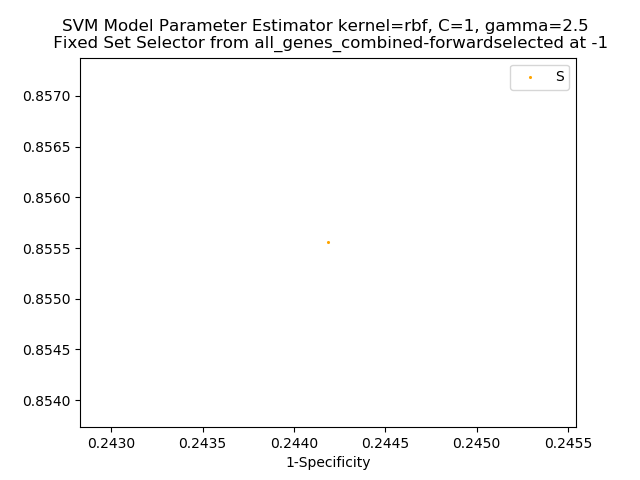 SVM Model Parameter Estimator kernel=rbf, C=1, gamma=2.5
Fixed Set Selector from all_genes_combined-forwardselected at -1
S
0.8570
0.8565
0.8560
0.8555
0.8550
0.8545
0.8540
0.2430 0.2435 0.2440 0.2445 0.2450 0.2455
1-Specificity